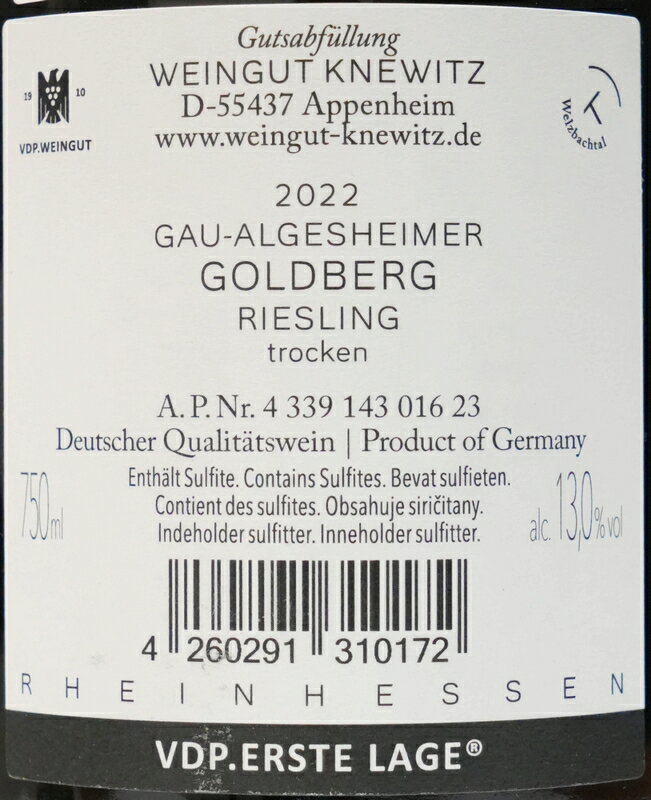 Gutsabfüllung
WEINGUT KNEWITZ
D-55437 Appenheim
www.weingut-knewitz.de
19 10
VDP.WEINGUT
Welzbachtal
2022
GAU-ALGESHEIMER
GOLDBERG
RIESLING
trocken
A.P.Nr. 4 339 143 016 23
Deutscher Qualitätswein | Product of Germany
Enthält Sulfite. Contains Sulfites. Bevat sulfieten.
Contient des sulfites. Obsahuje siričitany.
Indeholder sulfitter. Inneholder sulfitter.
750ml
alc. 13,0%vol
4 260291 310172
RHEINHESSEN
VDP.ERSTE LAGE®